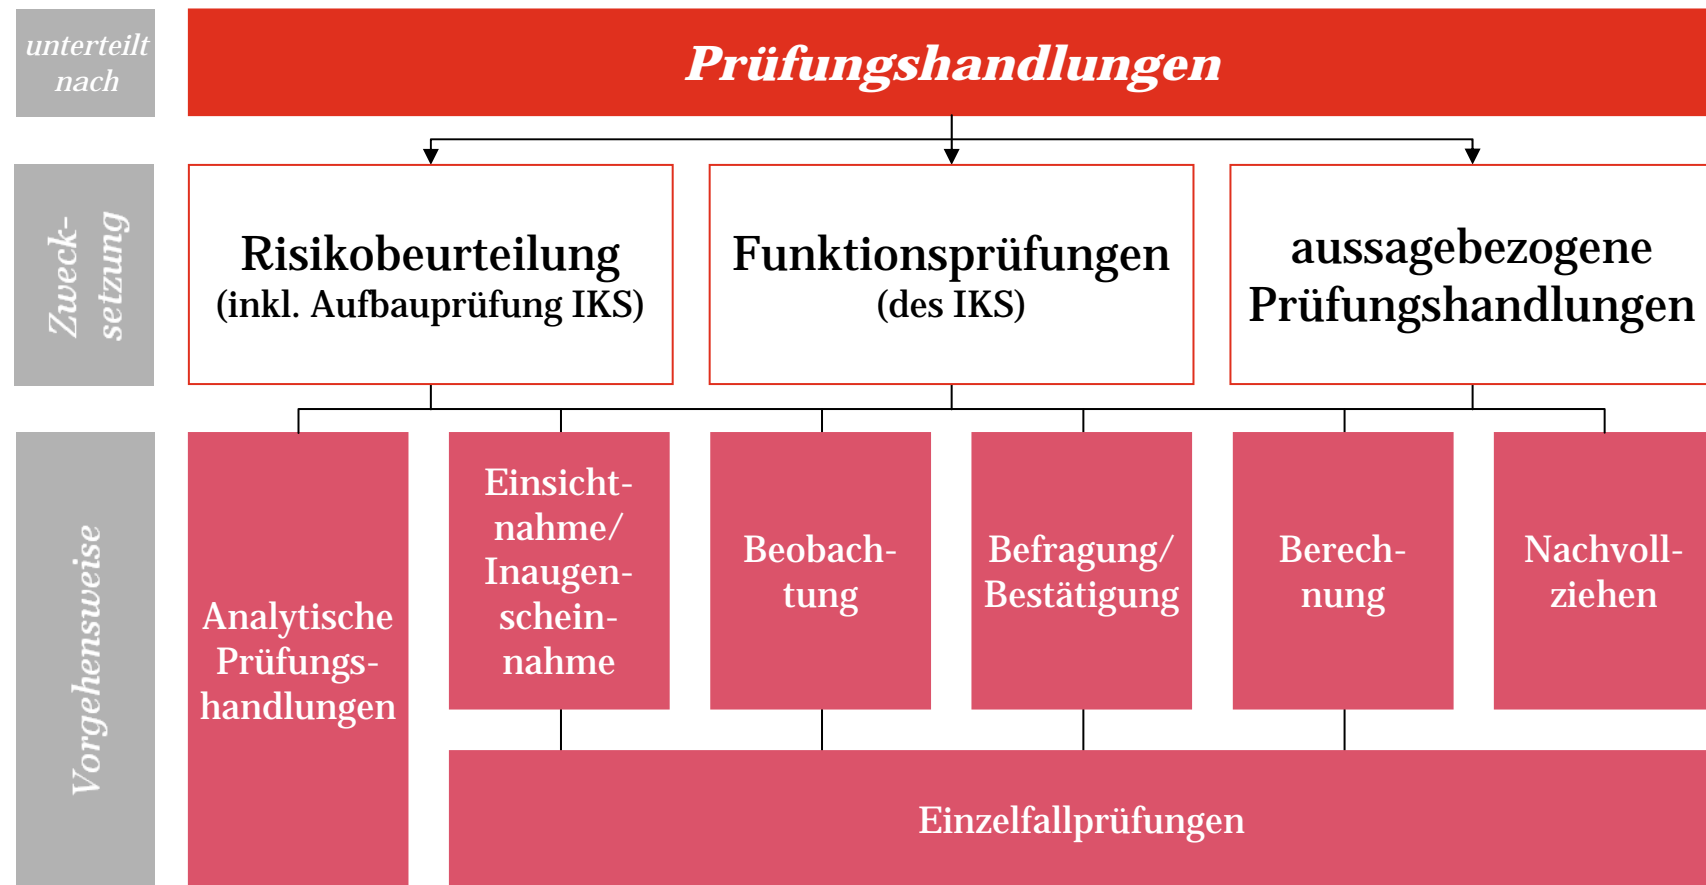 unterteilt
nach
Prüfungshandlungen
Zweck-
setzung
Risikobeurteilung
(inkl. Aufbauprüfung IKS)
Funktionsprüfungen
(des IKS)
aussagebezogene
Prüfungshandlungen
Vorgehensweise
Analytische
Prüfungs-
handlungen
Einsicht-
nahme/
Inaugen-
schein-
nahme
Beobach-
tung
Befragung/
Bestätigung
Berech-
nung
Nachvoll-
ziehen
Einzelfallprüfungen